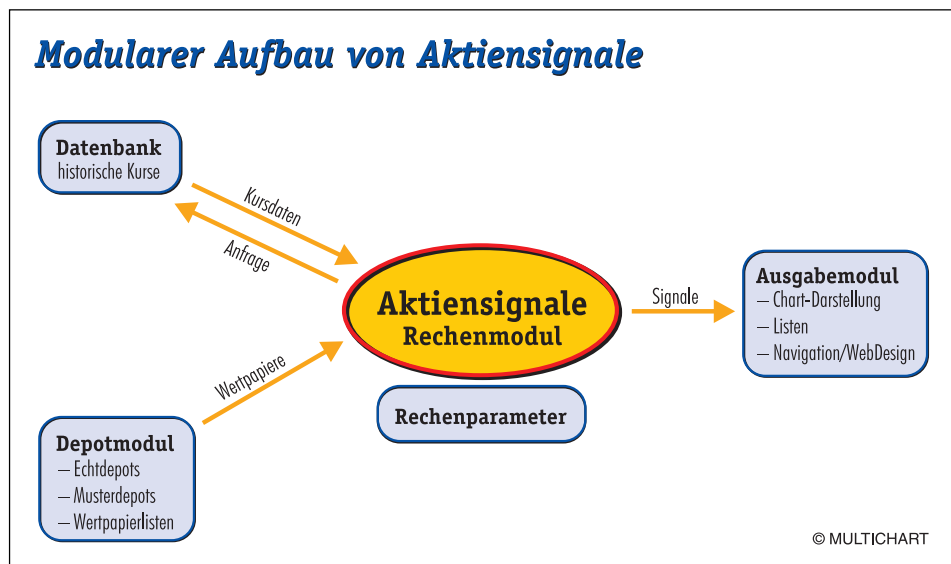 Modularer Aufbau von Aktiensignale
Datenbank
historische Kurse
Kursdaten
Anfrage
Aktiensignale
Rechenmodul
Signale
Ausgabemodul
– Chart-Darstellung
– Listen
– Navigation/WebDesign
Wertpapiere
Rechenparameter
Depotmodul
– Echtdepots
– Musterdepots
– Wertpapierlisten
© MULTICHART